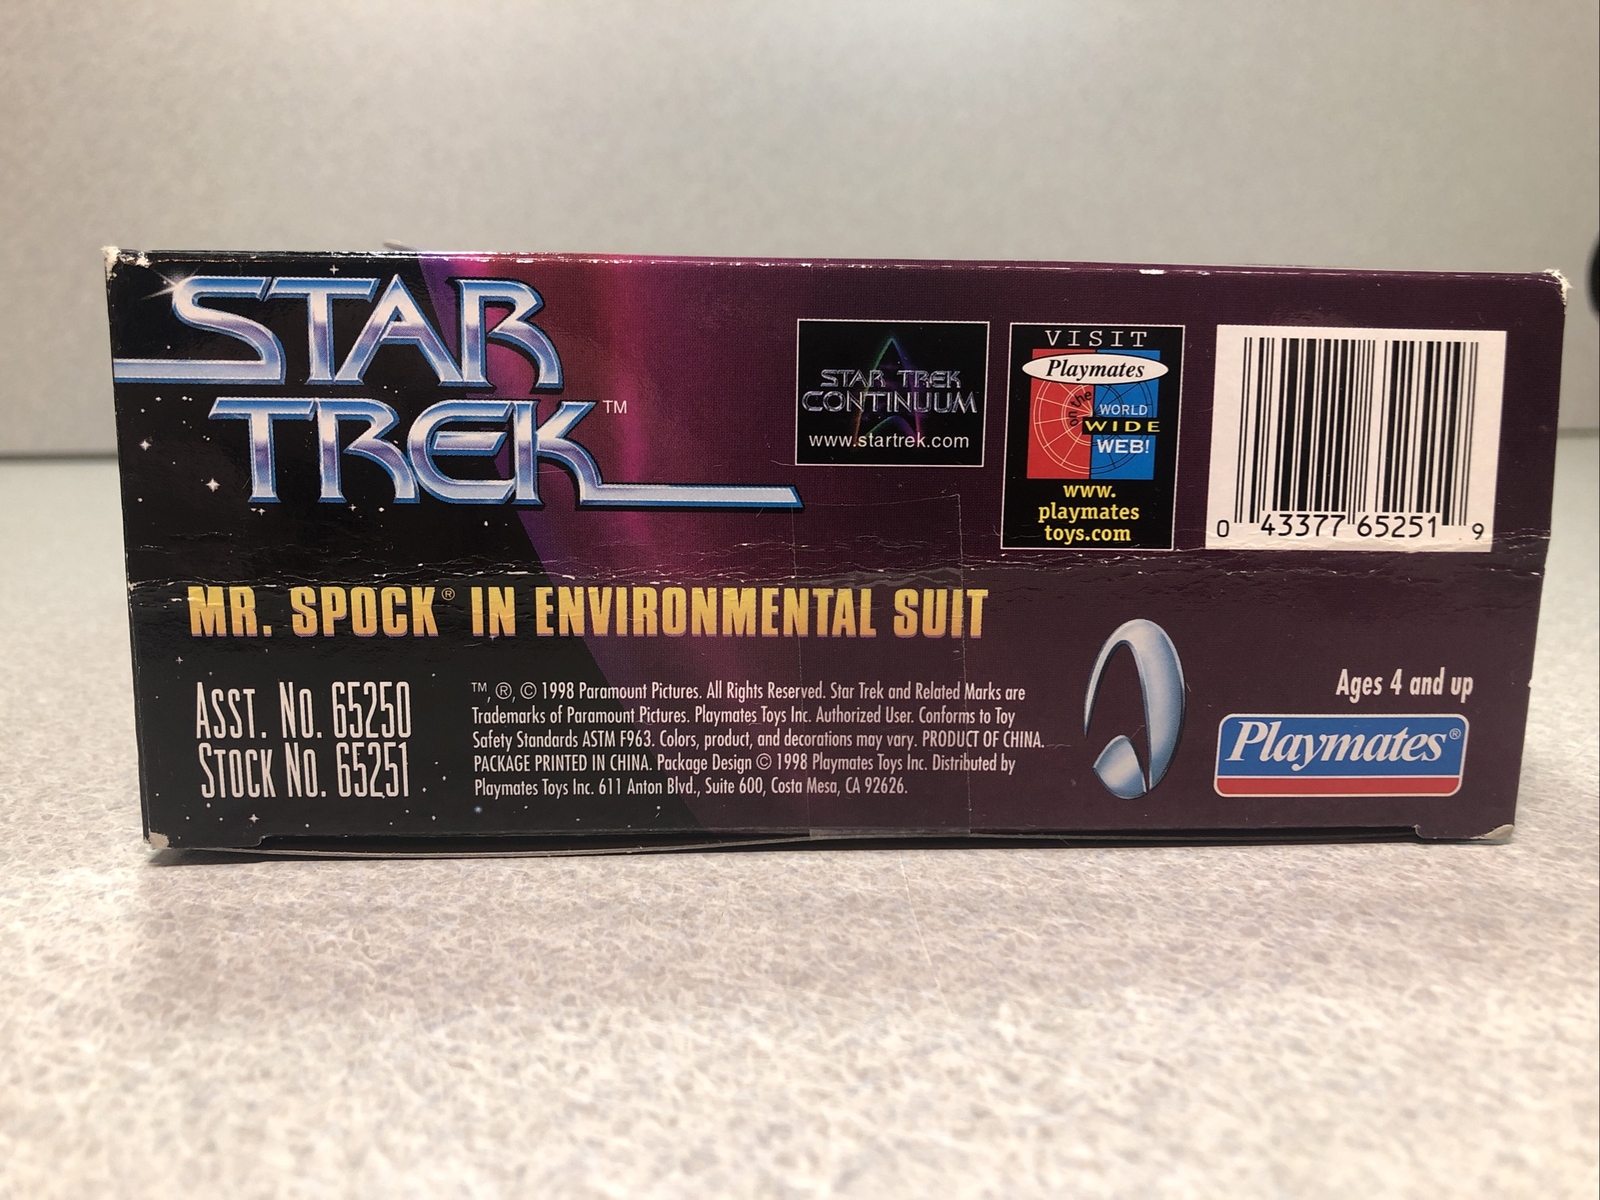 STAR
TREK™
STAR TREK
CONTINUUM
www.startrek.com
VISIT
Playmates
on the
WORLD
WIDE
WEB!
www.
playmates
toys.com
0 43377 65251 9
MR. SPOCK® IN ENVIRONMENTAL SUIT
ASST. NO. 65250
STOCK NO. 65251
™, ®, © 1998 Paramount Pictures. All Rights Reserved. Star Trek and Related Marks are
Trademarks of Paramount Pictures. Playmates Toys Inc. Authorized User. Conforms to Toy
Safety Standards ASTM F963. Colors, product, and decorations may vary. PRODUCT OF CHINA.
PACKAGE PRINTED IN CHINA. Package Design © 1998 Playmates Toys Inc. Distributed by
Playmates Toys Inc. 611 Anton Blvd., Suite 600, Costa Mesa, CA 92626.
Ages 4 and up
Playmates®